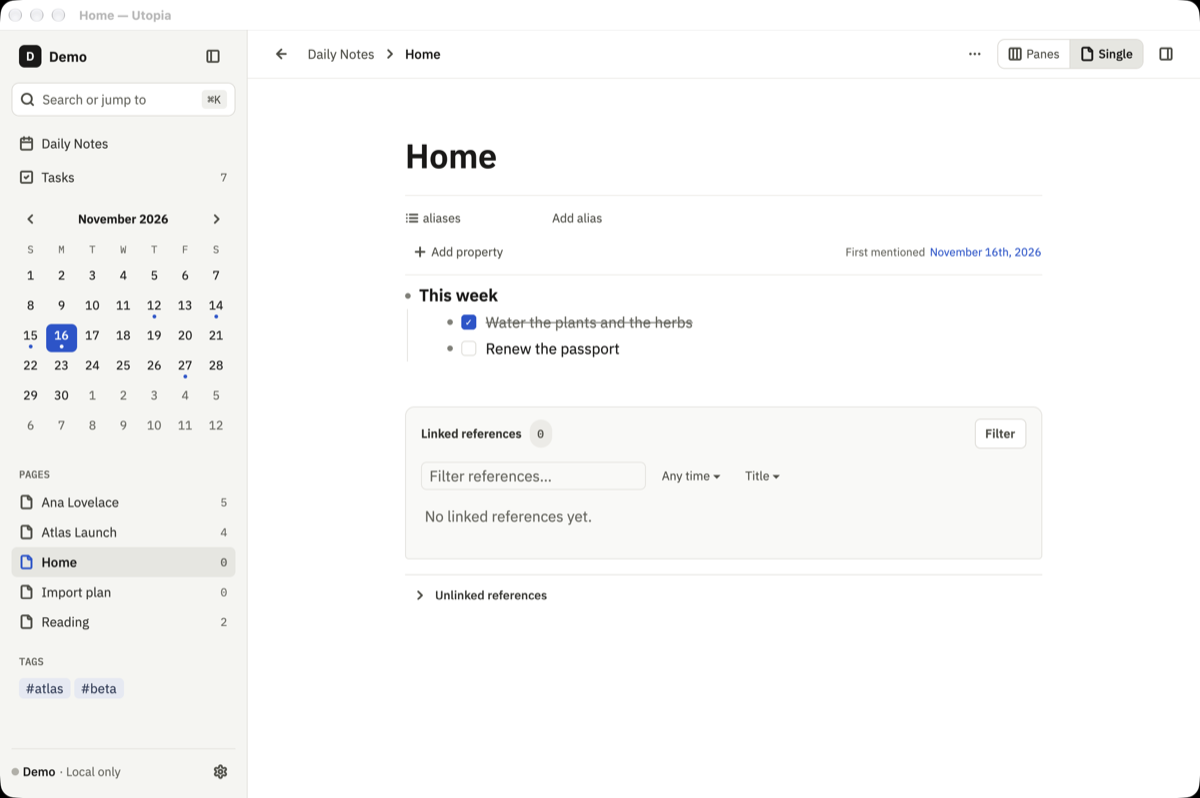 Home — Utopia
D Demo
Search or jump to ⌘K
Daily Notes
Tasks 7
November 2026
S M T W T F S
1 2 3 4 5 6 7
8 9 10 11 12 13 14
15 16 17 18 19 20 21
22 23 24 25 26 27 28
29 30 1 2 3 4 5
6 7 8 9 10 11 12
PAGES
Ana Lovelace 5
Atlas Launch 4
Home 0
Import plan 0
Reading 2
TAGS
#atlas #beta
Demo · Local only
Daily Notes Home
Panes Single
Home
aliases Add alias
Add property First mentioned November 16th, 2026
This week
Water the plants and the herbs
Renew the passport
Linked references 0 Filter
Filter references... Any time Title
No linked references yet.
Unlinked references